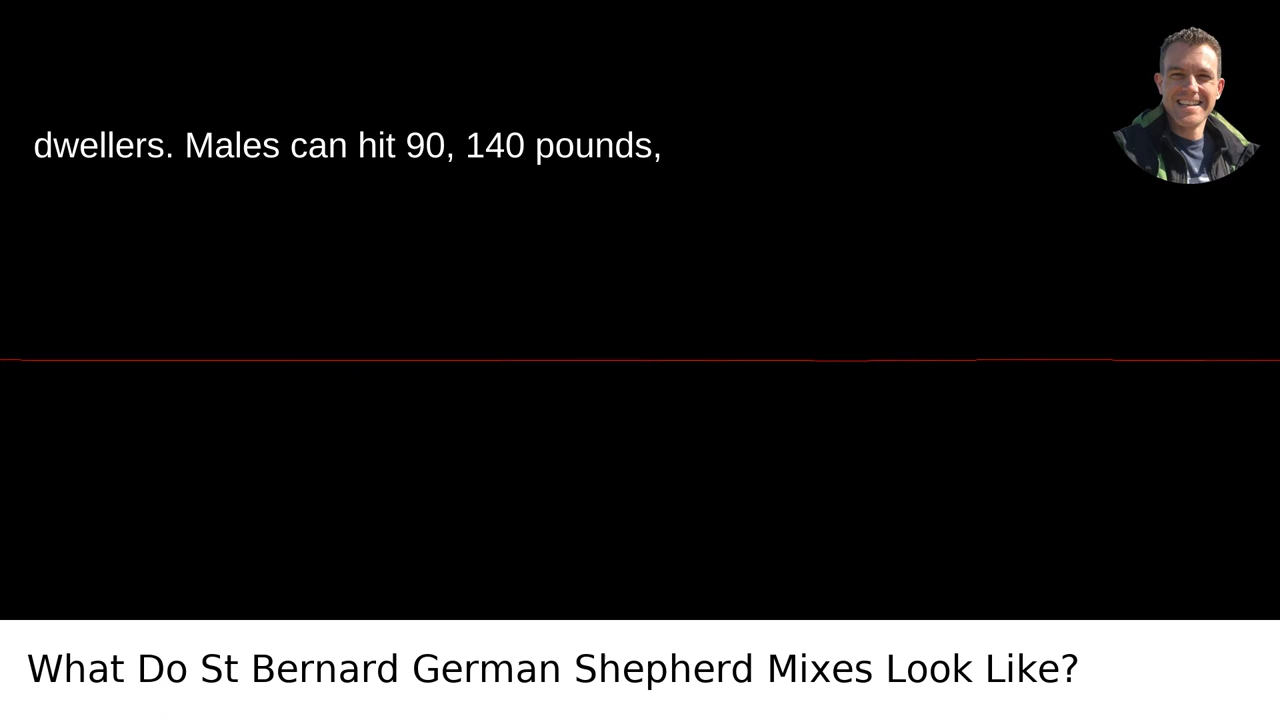 dwellers. Males can hit 90, 140 pounds,
What Do St Bernard German Shepherd Mixes Look Like?